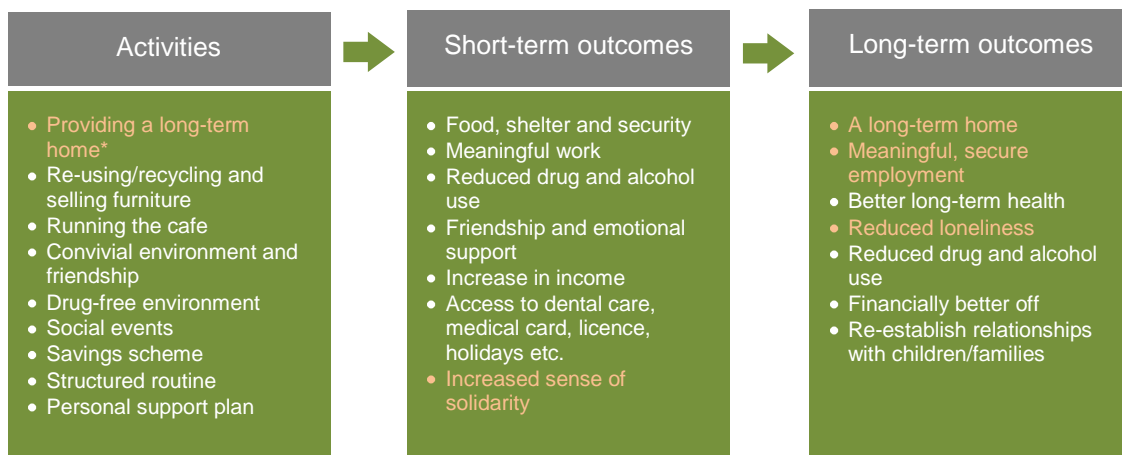 Activities
• Providing a long-term
home*
• Re-using/recycling and
selling furniture
• Running the cafe
• Convivial environment and
friendship
• Drug-free environment
• Social events
• Savings scheme
• Structured routine
• Personal support plan
Short-term outcomes
• Food, shelter and security
• Meaningful work
• Reduced drug and alcohol
use
• Friendship and emotional
support
• Increase in income
• Access to dental care,
medical card, licence,
holidays etc.
• Increased sense of
solidarity
Long-term outcomes
• A long-term home
• Meaningful, secure
employment
• Better long-term health
• Reduced loneliness
• Reduced drug and alcohol
use
• Financially better off
• Re-establish relationships
with children/families